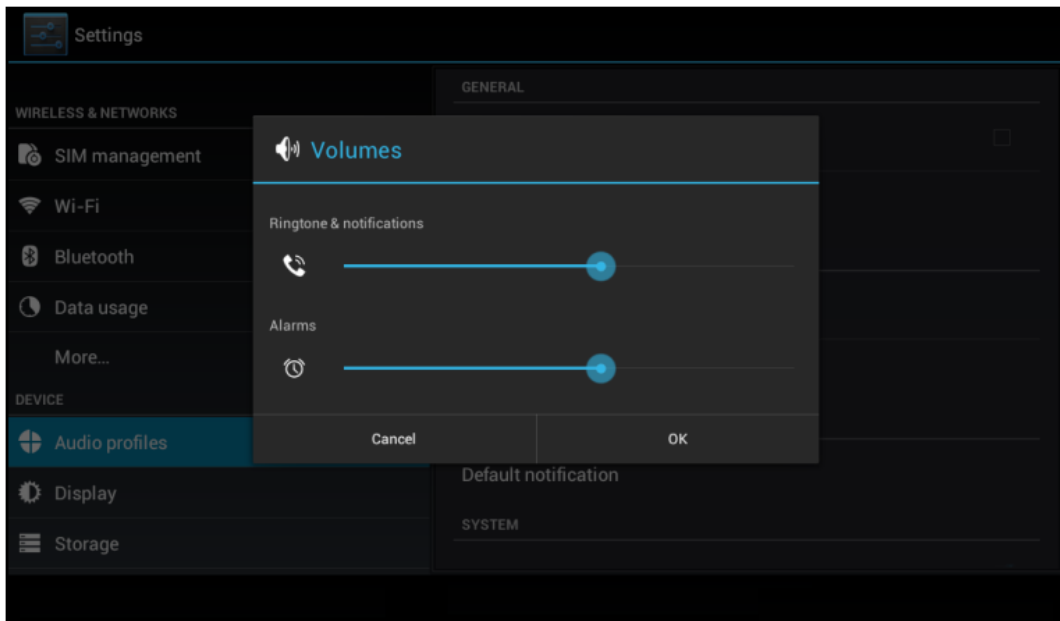 Settings
WIRELESS & NETWORKS
SIM management
Wi-Fi
Bluetooth
Data usage
More...
DEVICE
Audio profiles
Display
Storage
GENERAL
Volumes
Ringtone & notifications
Alarms
Cancel
OK
Default notification
SYSTEM